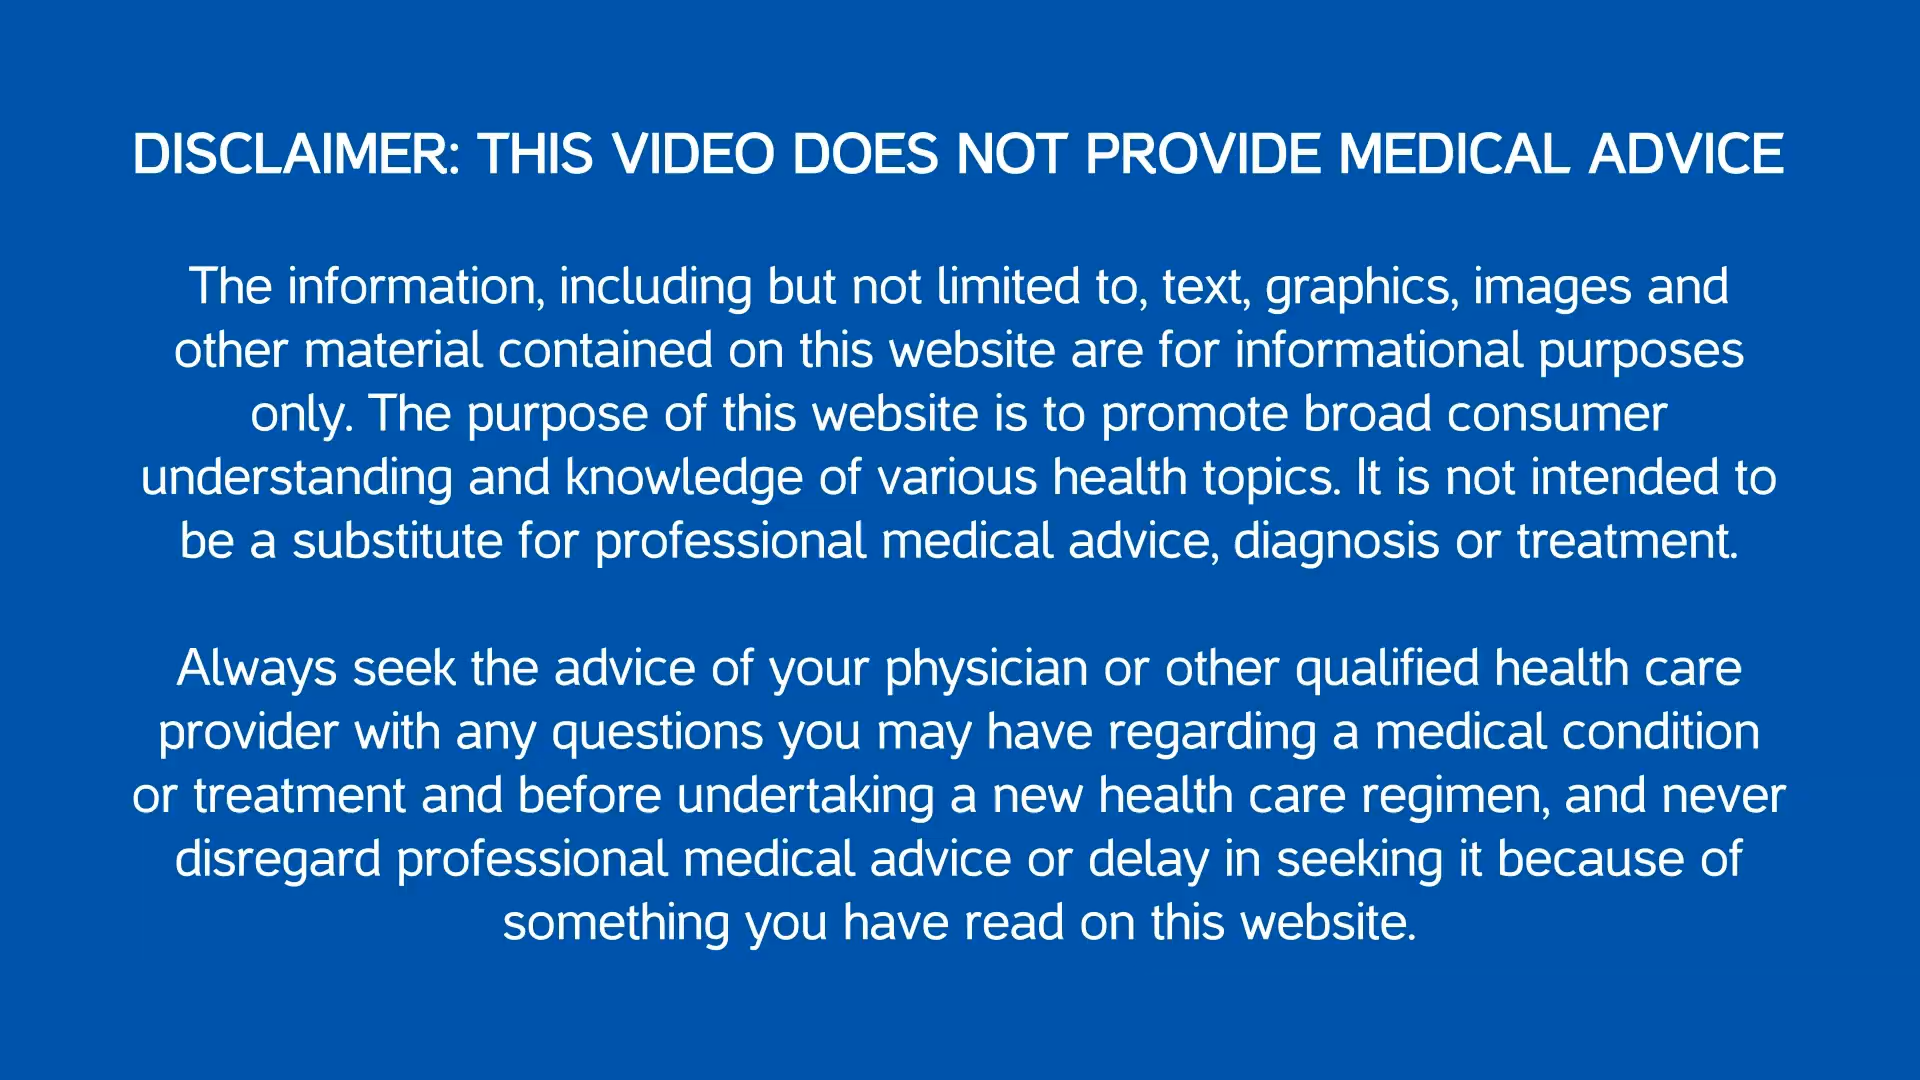 DISCLAIMER: THIS VIDEO DOES NOT PROVIDE MEDICAL ADVICE
The information, including but not limited to, text, graphics, images and
other material contained on this website are for informational purposes
only. The purpose of this website is to promote broad consumer
understanding and knowledge of various health topics. It is not intended to
be a substitute for professional medical advice, diagnosis or treatment.
Always seek the advice of your physician or other qualified health care
provider with any questions you may have regarding a medical condition
or treatment and before undertaking a new health care regimen, and never
disregard professional medical advice or delay in seeking it because of
something you have read on this website.